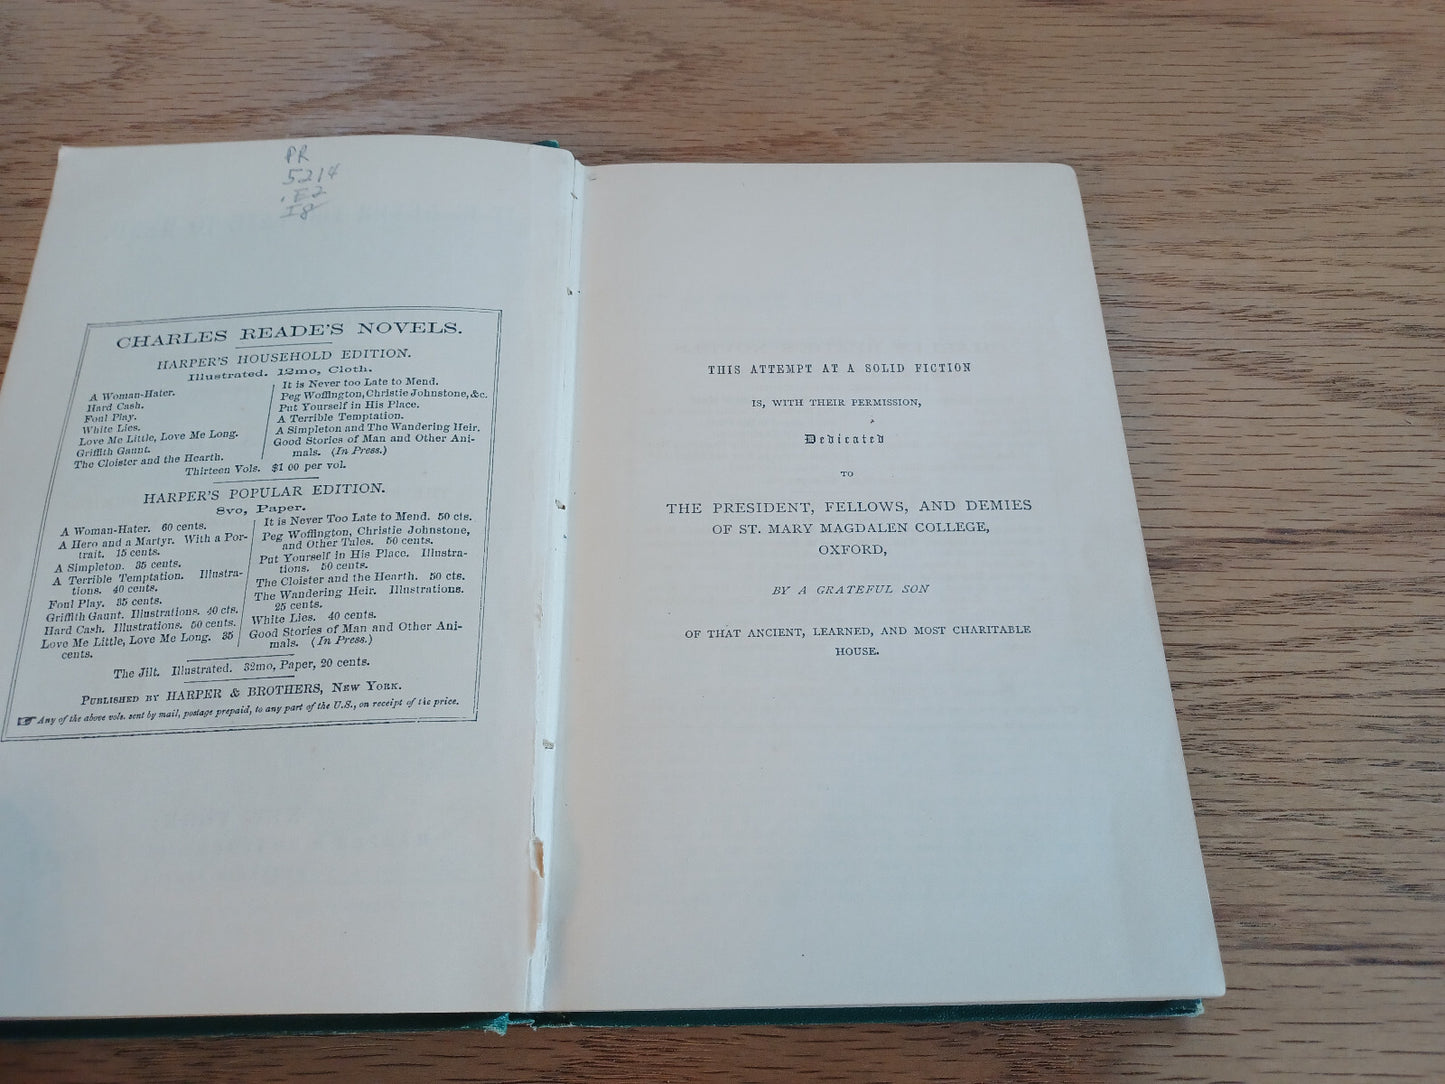 PR
5214
.E2
I8
CHARLES READE'S NOVELS.
HARPER'S HOUSEHOLD EDITION.
Illustrated. 12mo, Cloth.
A Woman-Hater.
Hard Cash.
Foul Play.
White Lies.
Love Me Little, Love Me Long.
Griffith Gaunt.
The Cloister and the Hearth.
It is Never too Late to Mend.
Peg Woffington, Christie Johnstone, &c.
Put Yourself in His Place.
A Terrible Temptation.
A Simpleton and The Wandering Heir.
Good Stories of Man and Other Ani-
mals. (In Press.)
Thirteen Vols. $1 00 per vol.
HARPER'S POPULAR EDITION.
8vo, Paper.
A Woman-Hater. 60 cents.
A Hero and a Martyr. With a Por-
trait. 15 cents.
A Simpleton. 35 cents.
A Terrible Temptation. Illustra-
tions. 40 cents.
Foul Play. 35 cents.
Griffith Gaunt. Illustrations. 40 cts.
Hard Cash. Illustrations. 50 cents.
Love Me Little, Love Me Long. 35
cents.
It is Never Too Late to Mend. 50 cts.
Peg Woffington, Christie Johnstone,
and Other Tales. 50 cents.
Put Yourself in His Place. Illustra-
tions. 50 cents.
The Cloister and the Hearth. 50 cts.
The Wandering Heir. Illustrations.
25 cents.
White Lies. 40 cents.
Good Stories of Man and Other Ani-
mals. (In Press.)
The Jilt. Illustrated. 32mo, Paper, 20 cents.
PUBLISHED BY HARPER & BROTHERS, NEW YORK.
☞ Any of the above vols. sent by mail, postage prepaid, to any part of the U.S., on receipt of the price.
THIS ATTEMPT AT A SOLID FICTION
IS, WITH THEIR PERMISSION,
Dedicated
TO
THE PRESIDENT, FELLOWS, AND DEMIES
OF ST. MARY MAGDALEN COLLEGE,
OXFORD,
BY A GRATEFUL SON
OF THAT ANCIENT, LEARNED, AND MOST CHARITABLE
HOUSE.